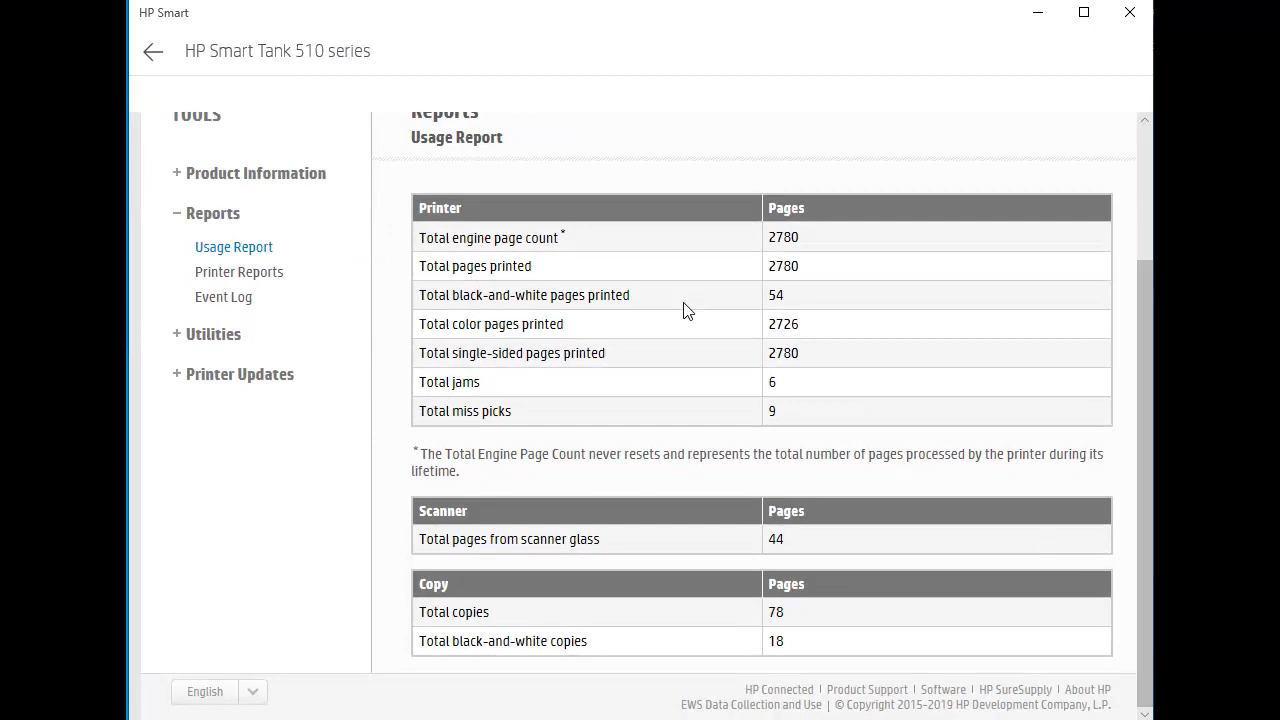 HP Smart
HP Smart Tank 510 series
TOOLS
+ Product Information
− Reports
Usage Report
Printer Reports
Event Log
+ Utilities
+ Printer Updates
Reports
Usage Report
Printer Pages
Total engine page count * 2780
Total pages printed 2780
Total black-and-white pages printed 54
Total color pages printed 2726
Total single-sided pages printed 2780
Total jams 6
Total miss picks 9
* The Total Engine Page Count never resets and represents the total number of pages processed by the printer during its
lifetime.
Scanner Pages
Total pages from scanner glass 44
Copy Pages
Total copies 78
Total black-and-white copies 18
English
HP Connected | Product Support | Software | HP SureSupply | About HP
EWS Data Collection and Use | © Copyright 2015-2019 HP Development Company, L.P.